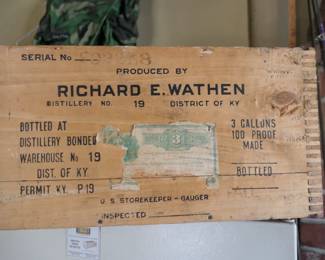 SERIAL No
PRODUCED BY
RICHARD E. WATHEN
DISTILLERY NO. 19 DISTRICT OF KY
BOTTLED AT
DISTILLERY BONDED
WAREHOUSE No 19
DIST. OF KY.
PERMIT KY. P19
3
3 GALLONS
100 PROOF
MADE
BOTTLED
U. S. STOREKEEPER - GAUGER
INSPECTED